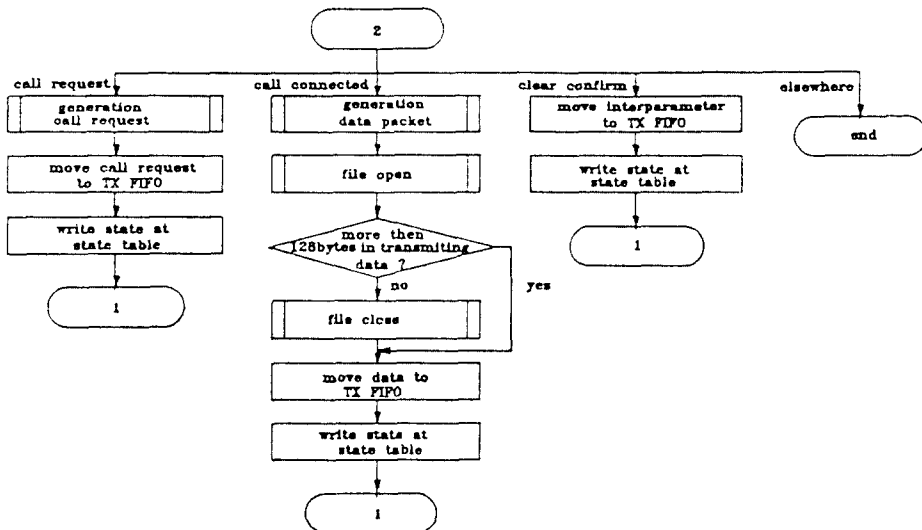 2
call request
call connected
clear confirm
elsewhere
generation
call request
generation
data packet
move interparameter
to TX FIFO
end
move call request
to TX FIFO
file open
write state at
state table
write state at
state table
more then
128bytes in transmiting
data ?
1
1
no
yes
file close
move data to
TX FIFO
write state at
state table
1